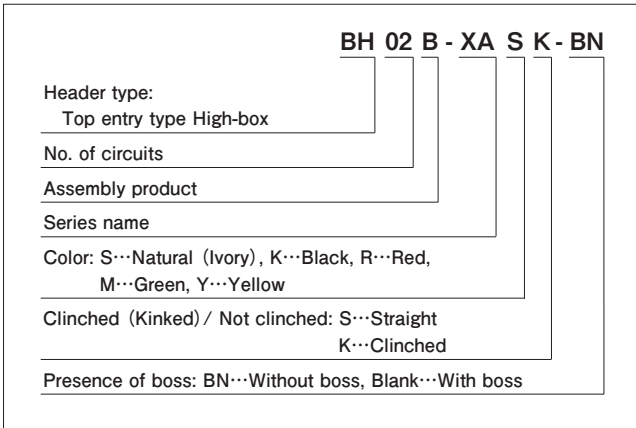 BH 02 B - XA S K - BN
Header type:
Top entry type High-box
No. of circuits
Assembly product
Series name
Color: S⋯Natural (Ivory), K⋯Black, R⋯Red,
M⋯Green, Y⋯Yellow
Clinched (Kinked) / Not clinched: S⋯Straight
K⋯Clinched
Presence of boss: BN⋯Without boss, Blank⋯With boss